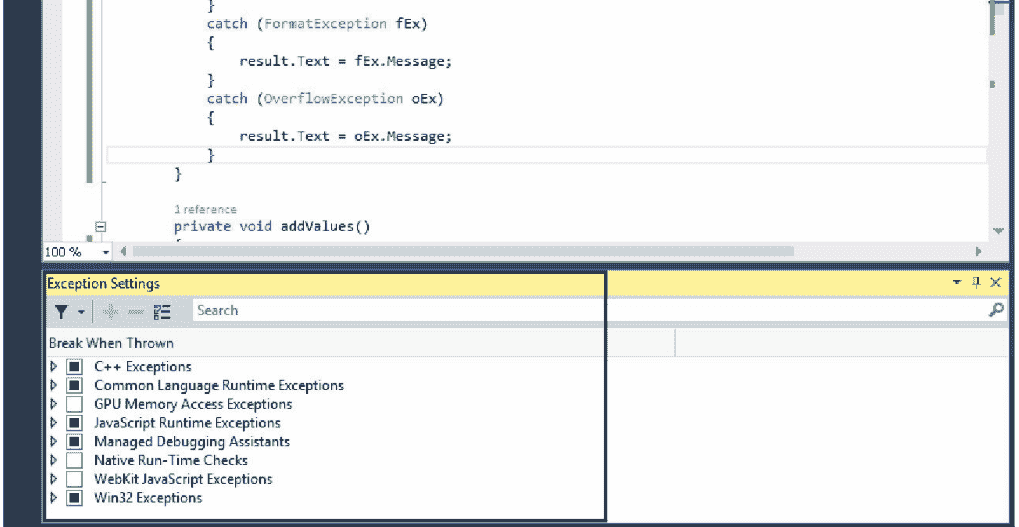 }
catch (FormatException fEx)
{
result.Text = fEx.Message;
}
catch (OverflowException oEx)
{
result.Text = oEx.Message;
}
}
1 reference
private void addValues()
100 %
Exception Settings
Search
Break When Thrown
C++ Exceptions
Common Language Runtime Exceptions
GPU Memory Access Exceptions
JavaScript Runtime Exceptions
Managed Debugging Assistants
Native Run-Time Checks
WebKit JavaScript Exceptions
Win32 Exceptions